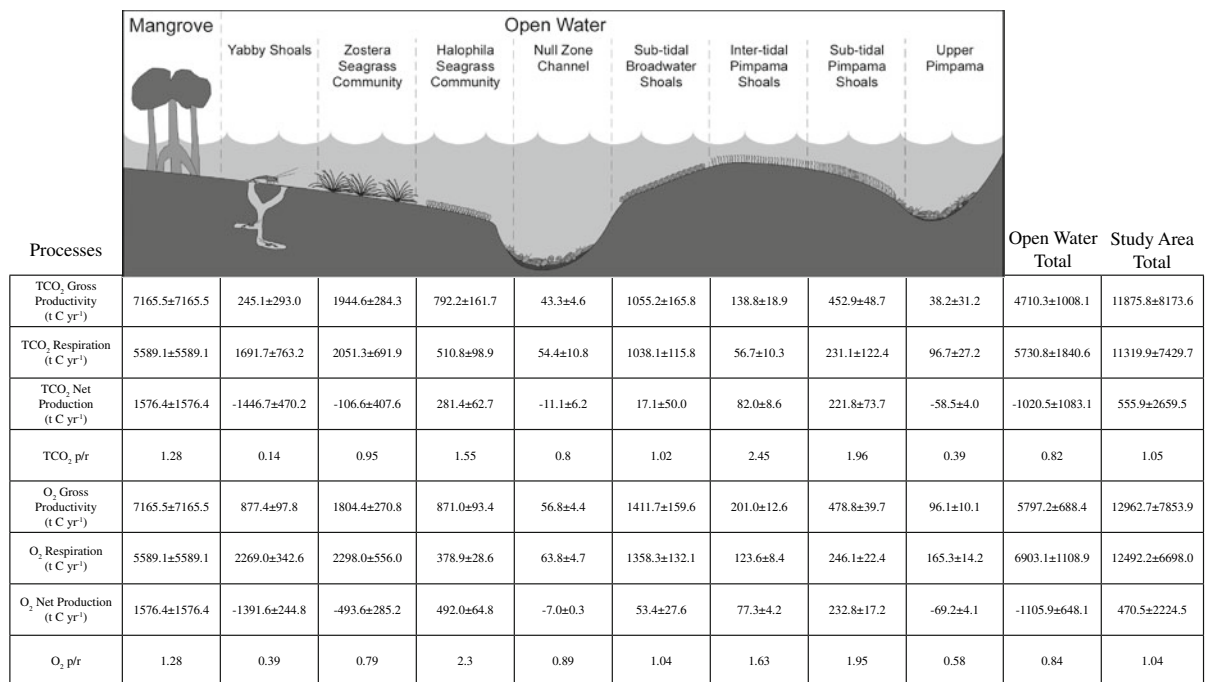 Mangrove Open Water
Yabby Shoals
Zostera
Seagrass
Community
Halophila
Seagrass
Community
Null Zone
Channel
Sub-tidal
Broadwater
Shoals
Inter-tidal
Pimpama
Shoals
Sub-tidal
Pimpama
Shoals
Upper
Pimpama
Processes
Open Water
Total
Study Area
Total
TCO₂ Gross
Productivity
(t C yr⁻¹)
7165.5±7165.5 245.1±293.0 1944.6±284.3 792.2±161.7 43.3±4.6 1055.2±165.8 138.8±18.9 452.9±48.7 38.2±31.2 4710.3±1008.1 11875.8±8173.6
TCO₂ Respiration
(t C yr⁻¹)
5589.1±5589.1 1691.7±763.2 2051.3±691.9 510.8±98.9 54.4±10.8 1038.1±115.8 56.7±10.3 231.1±122.4 96.7±27.2 5730.8±1840.6 11319.9±7429.7
TCO₂ Net
Production
(t C yr⁻¹)
1576.4±1576.4 -1446.7±470.2 -106.6±407.6 281.4±62.7 -11.1±6.2 17.1±50.0 82.0±8.6 221.8±73.7 -58.5±4.0 -1020.5±1083.1 555.9±2659.5
TCO₂ p/r 1.28 0.14 0.95 1.55 0.8 1.02 2.45 1.96 0.39 0.82 1.05
O₂ Gross
Productivity
(t C yr⁻¹)
7165.5±7165.5 877.4±97.8 1804.4±270.8 871.0±93.4 56.8±4.4 1411.7±159.6 201.0±12.6 478.8±39.7 96.1±10.1 5797.2±688.4 12962.7±7853.9
O₂ Respiration
(t C yr⁻¹)
5589.1±5589.1 2269.0±342.6 2298.0±556.0 378.9±28.6 63.8±4.7 1358.3±132.1 123.6±8.4 246.1±22.4 165.3±14.2 6903.1±1108.9 12492.2±6698.0
O₂ Net Production
(t C yr⁻¹)
1576.4±1576.4 -1391.6±244.8 -493.6±285.2 492.0±64.8 -7.0±0.3 53.4±27.6 77.3±4.2 232.8±17.2 -69.2±4.1 -1105.9±648.1 470.5±2224.5
O₂ p/r 1.28 0.39 0.79 2.3 0.89 1.04 1.63 1.95 0.58 0.84 1.04